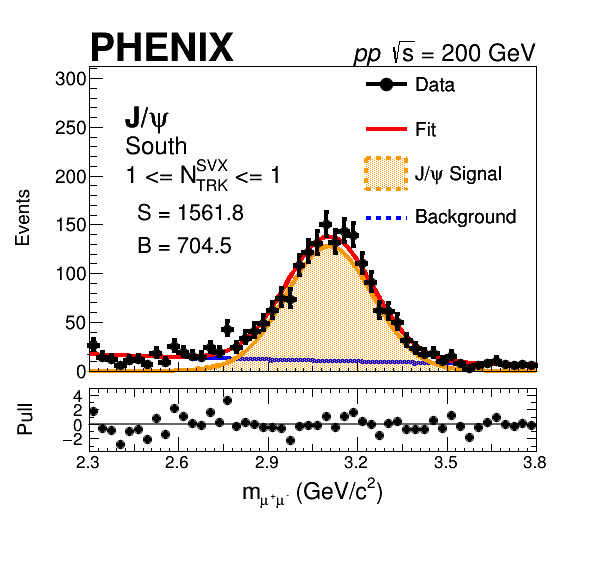 PHENIX
pp √s = 200 GeV
J/ψ
South
1 <= N^SVX_TRK <= 1
S = 1561.8
B = 704.5
Data
Fit
J/ψ Signal
Background
Events
300
250
200
150
100
50
0
Pull
4
2
0
−2
2.3 2.6 2.9 3.2 3.5 3.8
m_μ⁺μ⁻ (GeV/c²)